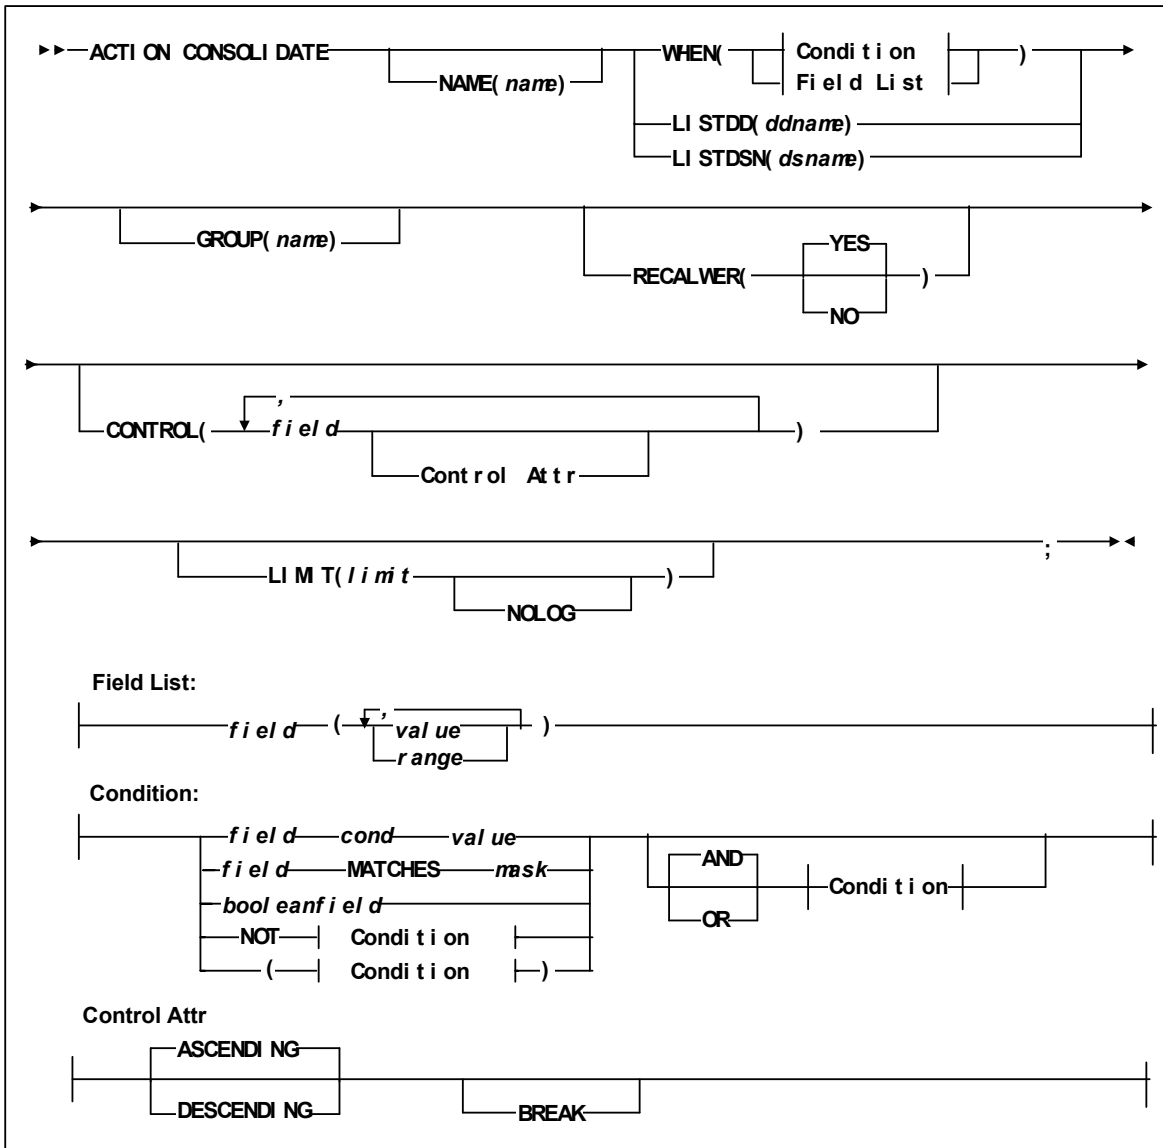 ACTION CONSOLIDATE WHEN( Condition )
NAME( name) Field List
LISTDD( ddname)
LISTDSN( dsname)
GROUP( name) YES
RECALWER( )
NO
,
CONTROL( field )
Control Attr
;
LIMIT( limit )
NOLOG
Field List:
,
field ( value )
range
Condition:
field cond value AND
field MATCHES mask Condition
booleanfield OR
NOT Condition
( Condition )
Control Attr
ASCENDING
DESCENDING BREAK